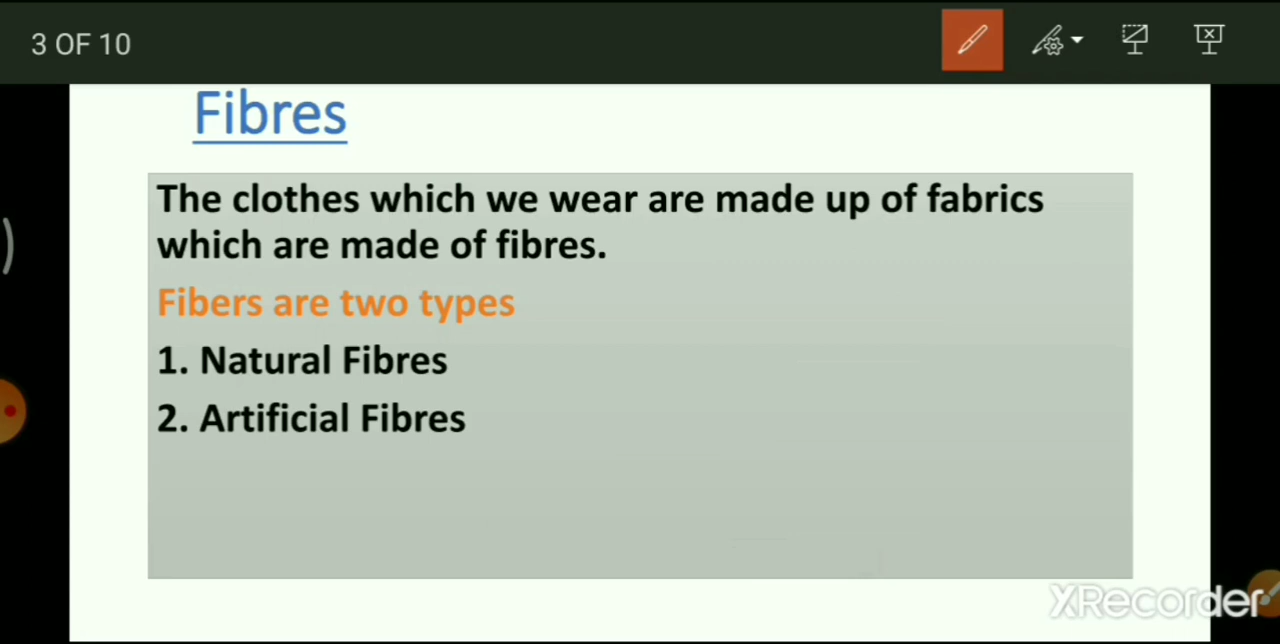 3 OF 10
Fibres
The clothes which we wear are made up of fabrics
which are made of fibres.
Fibers are two types
1. Natural Fibres
2. Artificial Fibres
XRecorder